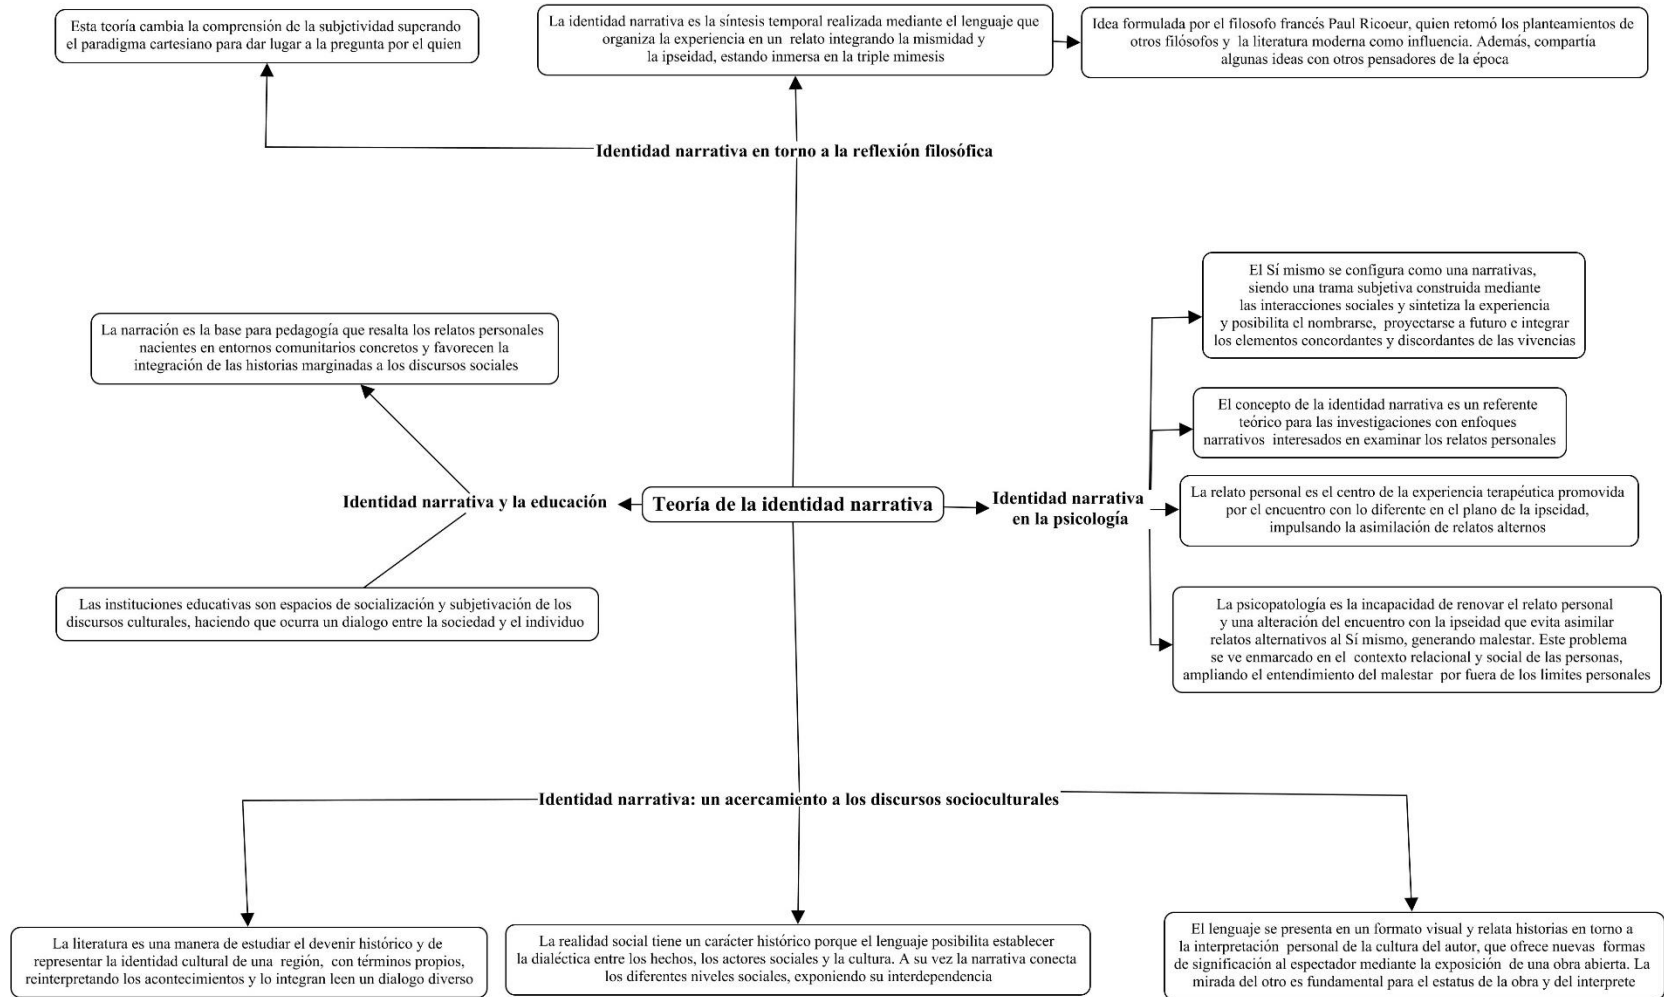 Esta teoría cambia la comprensión de la subjetividad superando
el paradigma cartesiano para dar lugar a la pregunta por el quien
La identidad narrativa es la síntesis temporal realizada mediante el lenguaje que
organiza la experiencia en un relato integrando la mismidad y
la ipseidad, estando inmersa en la triple mimesis
Idea formulada por el filosofo francés Paul Ricoeur, quien retomó los planteamientos de
otros filósofos y la literatura moderna como influencia. Además, compartía
algunas ideas con otros pensadores de la época
Identidad narrativa en torno a la reflexión filosófica
El Sí mismo se configura como una narrativas,
siendo una trama subjetiva construida mediante
las interacciones sociales y sintetiza la experiencia
y posibilita el nombrarse, proyectarse a futuro e integrar
los elementos concordantes y discordantes de las vivencias
La narración es la base para pedagogía que resalta los relatos personales
nacientes en entornos comunitarios concretos y favorecen la
integración de las historias marginadas a los discursos sociales
El concepto de la identidad narrativa es un referente
teórico para las investigaciones con enfoques
narrativos interesados en examinar los relatos personales
Identidad narrativa y la educación
Teoría de la identidad narrativa
Identidad narrativa
en la psicología
La relato personal es el centro de la experiencia terapéutica promovida
por el encuentro con lo diferente en el plano de la ipseidad,
impulsando la asimilación de relatos alternos
Las instituciones educativas son espacios de socialización y subjetivación de los
discursos culturales, haciendo que ocurra un dialogo entre la sociedad y el individuo
La psicopatología es la incapacidad de renovar el relato personal
y una alteración del encuentro con la ipseidad que evita asimilar
relatos alternativos al Sí mismo, generando malestar. Este problema
se ve enmarcado en el contexto relacional y social de las personas,
ampliando el entendimiento del malestar por fuera de los limites personales
Identidad narrativa: un acercamiento a los discursos socioculturales
La literatura es una manera de estudiar el devenir histórico y de
representar la identidad cultural de una región, con términos propios,
reinterpretando los acontecimientos y lo integran leen un dialogo diverso
La realidad social tiene un carácter histórico porque el lenguaje posibilita establecer
la dialéctica entre los hechos, los actores sociales y la cultura. A su vez la narrativa conecta
los diferentes niveles sociales, exponiendo su interdependencia
El lenguaje se presenta en un formato visual y relata historias en torno a
la interpretación personal de la cultura del autor, que ofrece nuevas formas
de significación al espectador mediante la exposición de una obra abierta. La
mirada del otro es fundamental para el estatus de la obra y del interprete